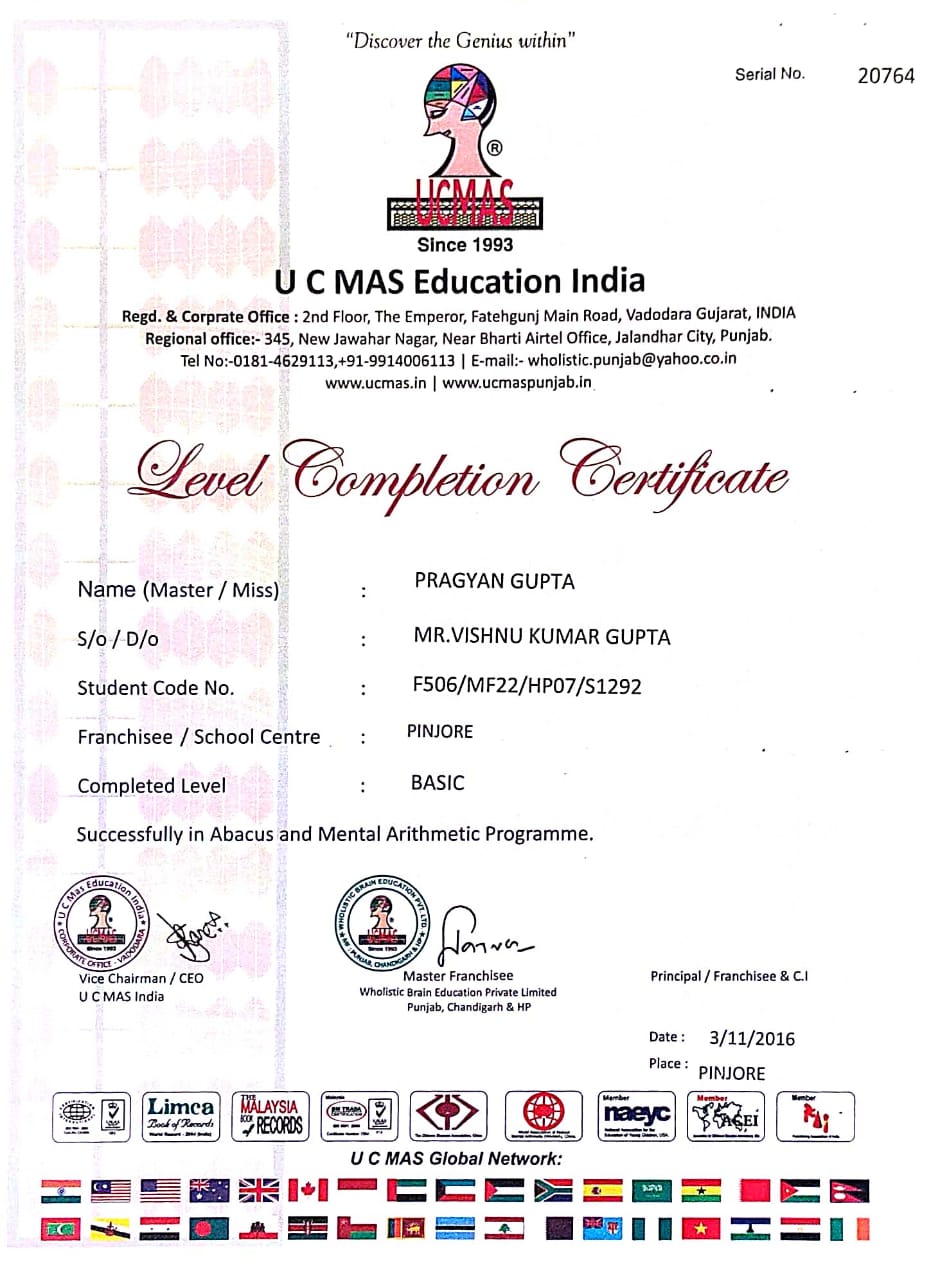 "Discover the Genius within"
Serial No. 20764
®
UCMAS
Since 1993
U C MAS Education India
Regd. & Corprate Office : 2nd Floor, The Emperor, Fatehgunj Main Road, Vadodara Gujarat, INDIA
Regional office:- 345, New Jawahar Nagar, Near Bharti Airtel Office, Jalandhar City, Punjab.
Tel No:-0181-4629113,+91-9914006113 | E-mail:- wholistic.punjab@yahoo.co.in
www.ucmas.in | www.ucmaspunjab.in
Level Completion Certificate
Name (Master / Miss) : PRAGYAN GUPTA
S/o / D/o : MR.VISHNU KUMAR GUPTA
Student Code No. : F506/MF22/HP07/S1292
Franchisee / School Centre : PINJORE
Completed Level : BASIC
Successfully in Abacus and Mental Arithmetic Programme.
U C Mas Education India
CORPORATE OFFICE - VADODARA
UCMAS
Since 1993
WHOLISTIC BRAIN EDUCATION PVT. LTD.
PUNJAB, CHANDIGARH & HP
UCMAS
Since 1993
Vice Chairman / CEO
U C MAS India
Master Franchisee
Wholistic Brain Education Private Limited
Punjab, Chandigarh & HP
Principal / Franchisee & C.I
Date : 3/11/2016
Place : PINJORE
Limca
Book of Records
THE
MALAYSIA
BOOK of RECORDS
Member
naeyc
Member
ACEI
Member
U C MAS Global Network: